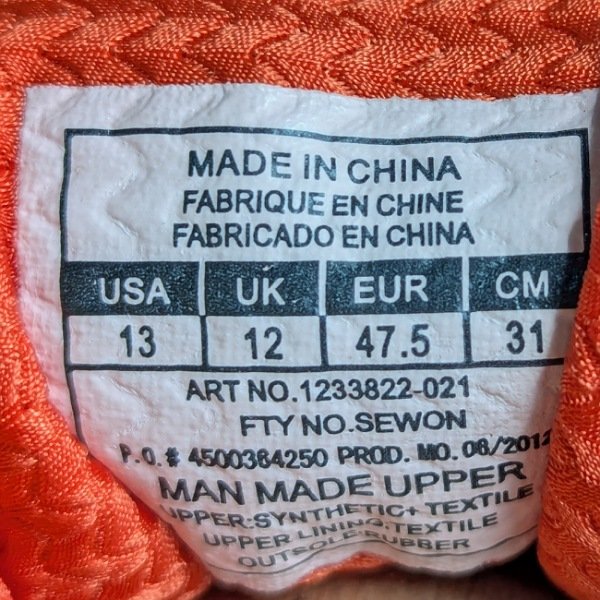 MADE IN CHINA
FABRIQUE EN CHINE
FABRICADO EN CHINA
USA UK EUR CM
13 12 47.5 31
ART NO.1233822-021
FTY NO.SEWON
P.O.# 4500364250 PROD. MO. 06/2012
MAN MADE UPPER
UPPER:SYNTHETIC+ TEXTILE
UPPER LINING:TEXTILE
OUTSOLE:RUBBER